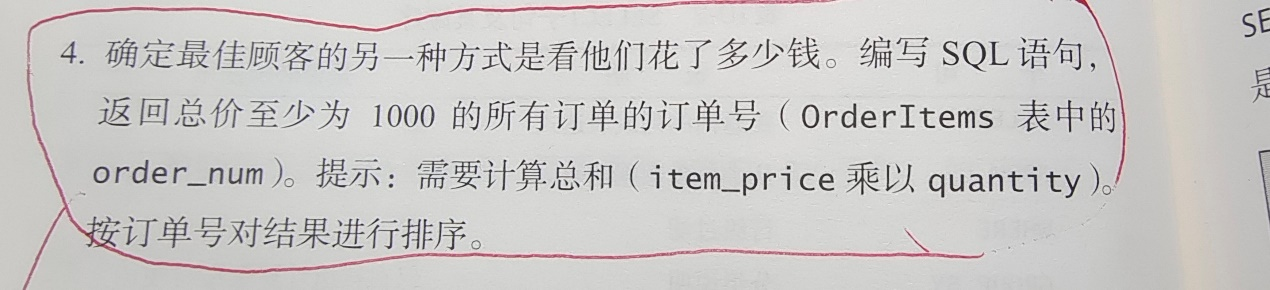 4. 确定最佳顾客的另一种方式是看他们花了多少钱。编写 SQL 语句，
返回总价至少为 1000 的所有订单的订单号（OrderItems 表中的
order_num）。提示：需要计算总和（item_price 乘以 quantity）。
按订单号对结果进行排序。
SE
是